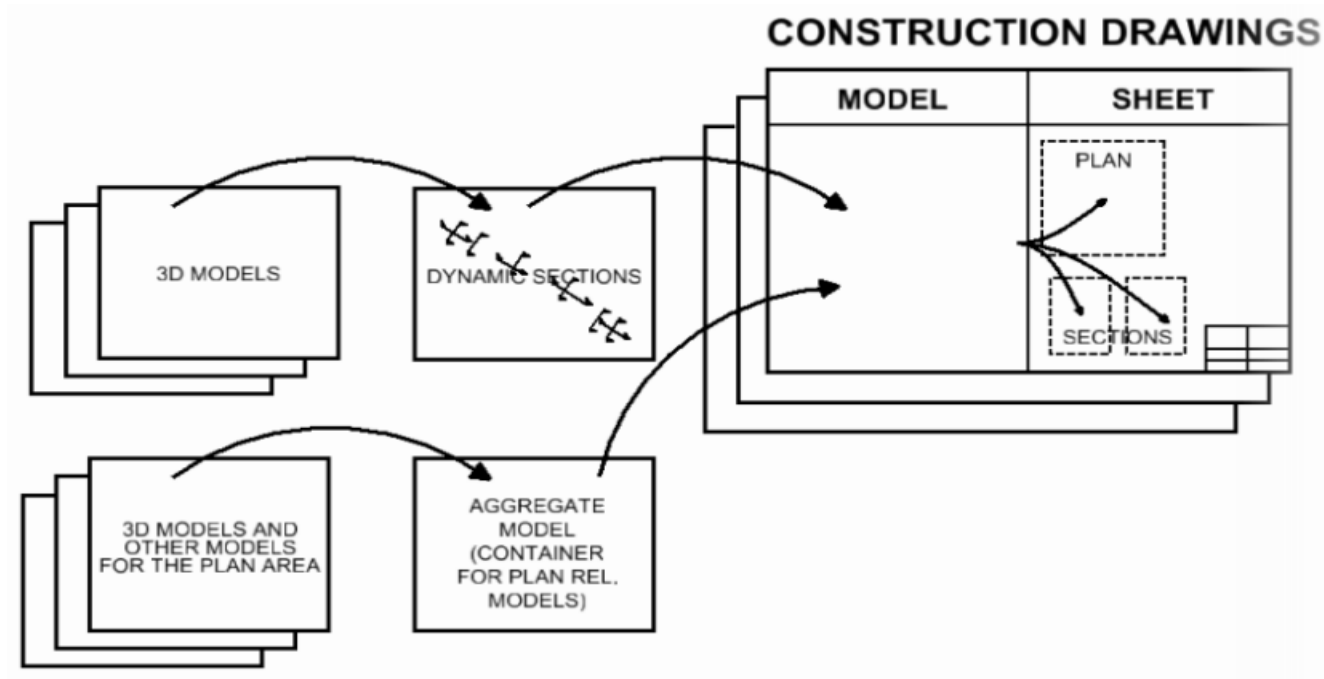 CONSTRUCTION DRAWINGS
MODEL
SHEET
PLAN
SECTIONS
3D MODELS
DYNAMIC SECTIONS
3D MODELS AND
OTHER MODELS
FOR THE PLAN AREA
AGGREGATE
MODEL
(CONTAINER
FOR PLAN REL.
MODELS)